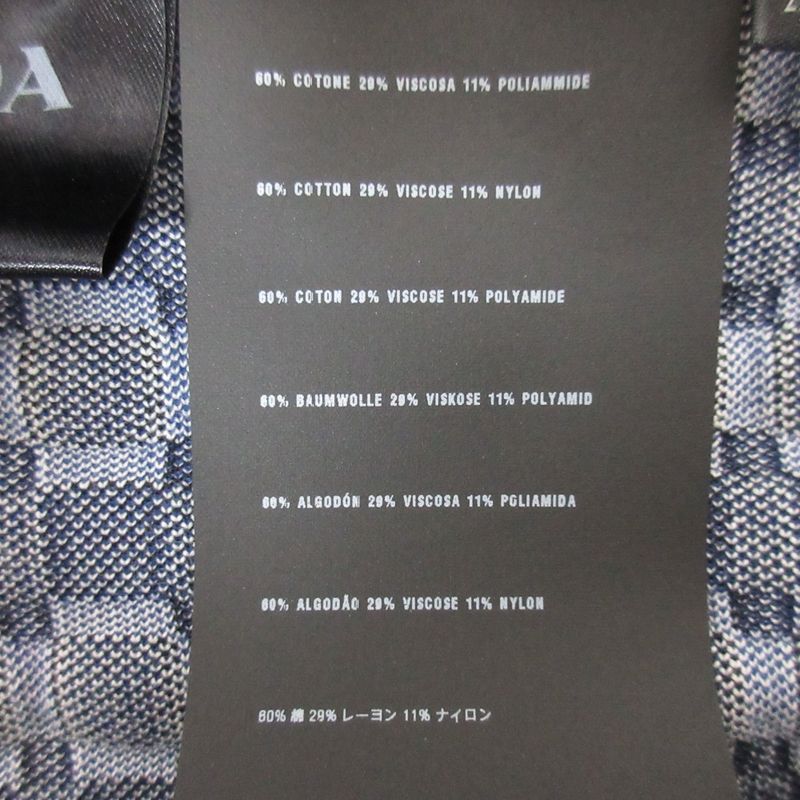 DA
60% COTONE 29% VISCOSA 11% POLIAMMIDE
60% COTTON 29% VISCOSE 11% NYLON
60% COTON 29% VISCOSE 11% POLYAMIDE
60% BAUMWOLLE 29% VISKOSE 11% POLYAMID
60% ALGODÓN 29% VISCOSA 11% POLIAMIDA
60% ALGODÃO 29% VISCOSE 11% NYLON
60% 綿 29% レーヨン 11% ナイロン